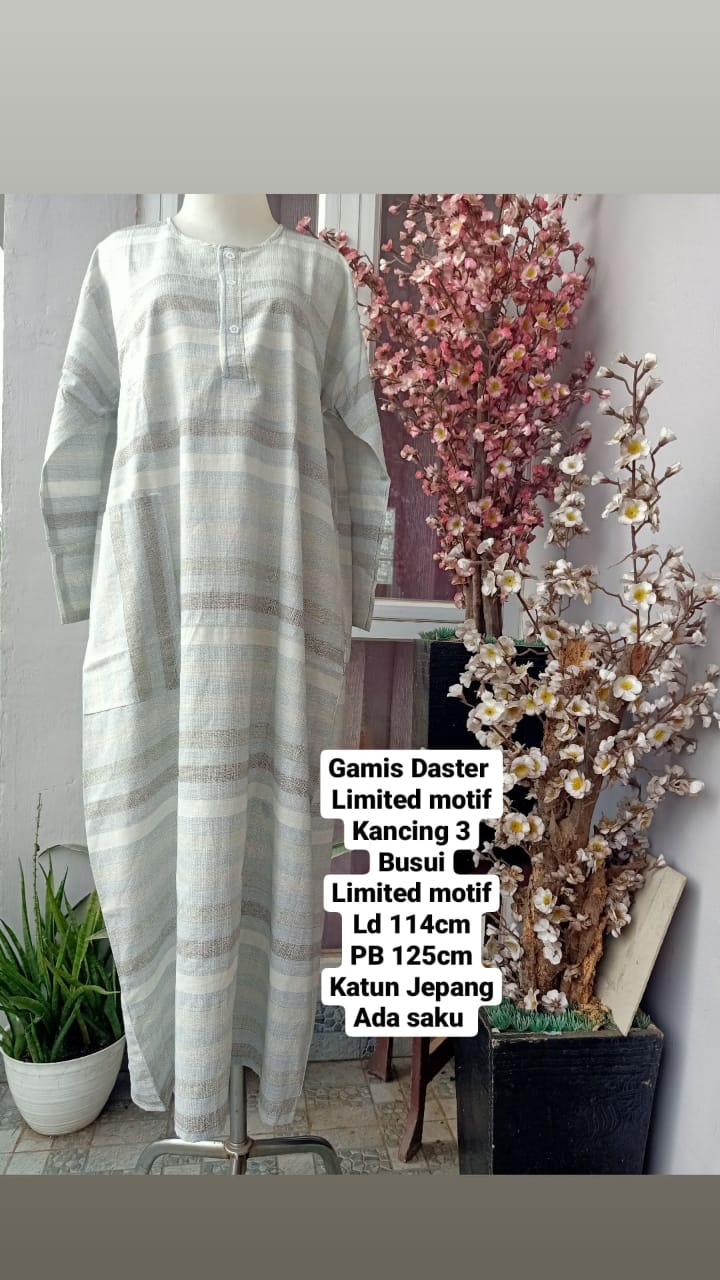 Gamis Daster
Limited motif
Kancing 3
Busui
Limited motif
Ld 114cm
PB 125cm
Katun Jepang
Ada saku